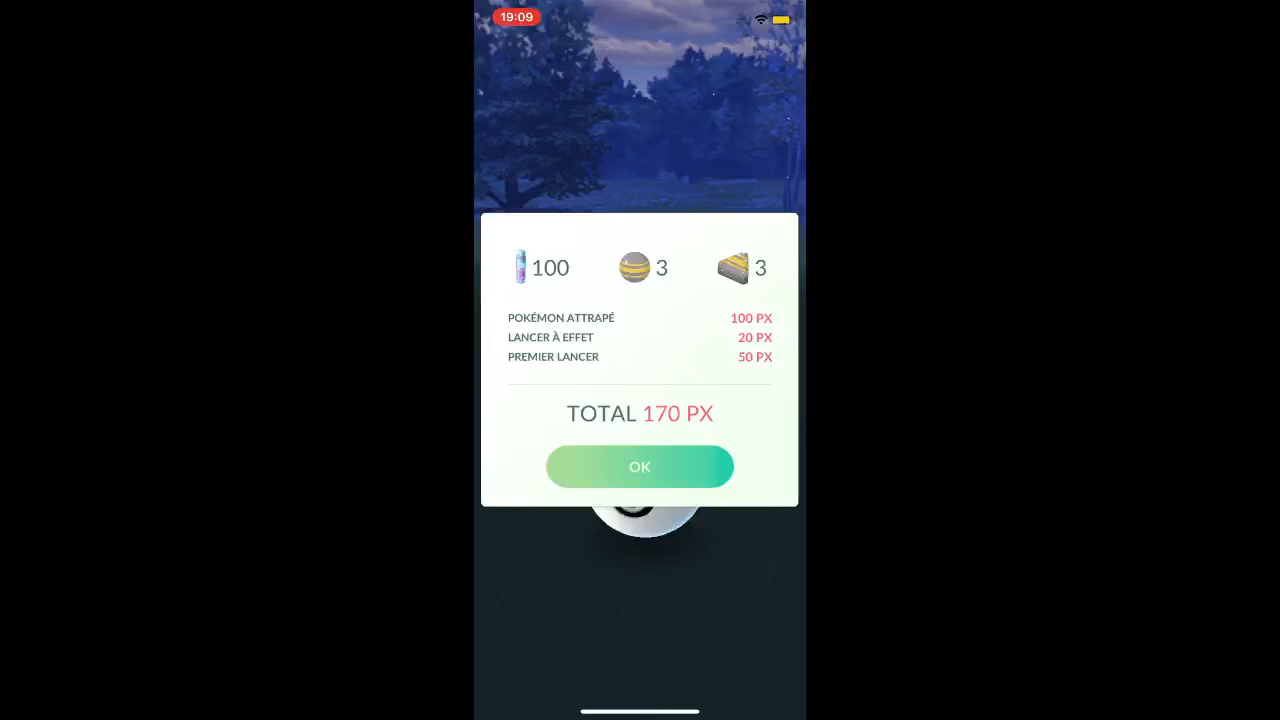 19:09
100 3 3
POKÉMON ATTRAPÉ 100 PX
LANCER À EFFET 20 PX
PREMIER LANCER 50 PX
TOTAL 170 PX
OK